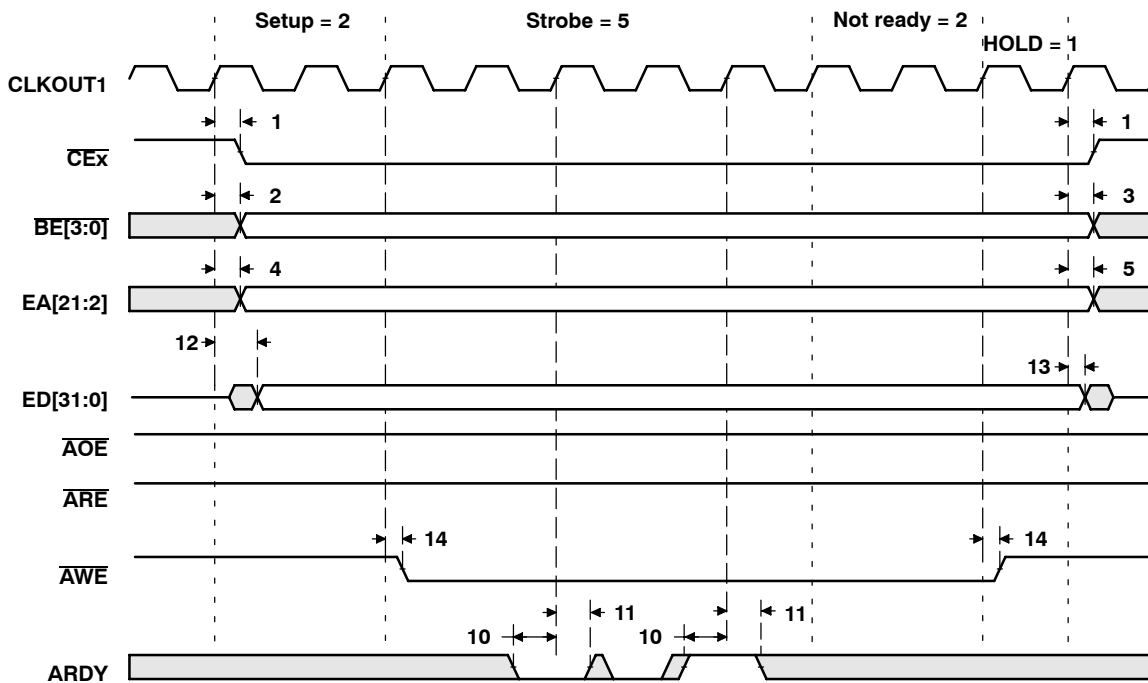 Setup = 2 Strobe = 5 Not ready = 2
HOLD = 1
CLKOUT1
1 1
CEx
2 3
BE[3:0]
4 5
EA[21:2]
12
13
ED[31:0]
AOE
ARE
14 14
AWE
11 11
10 10
ARDY